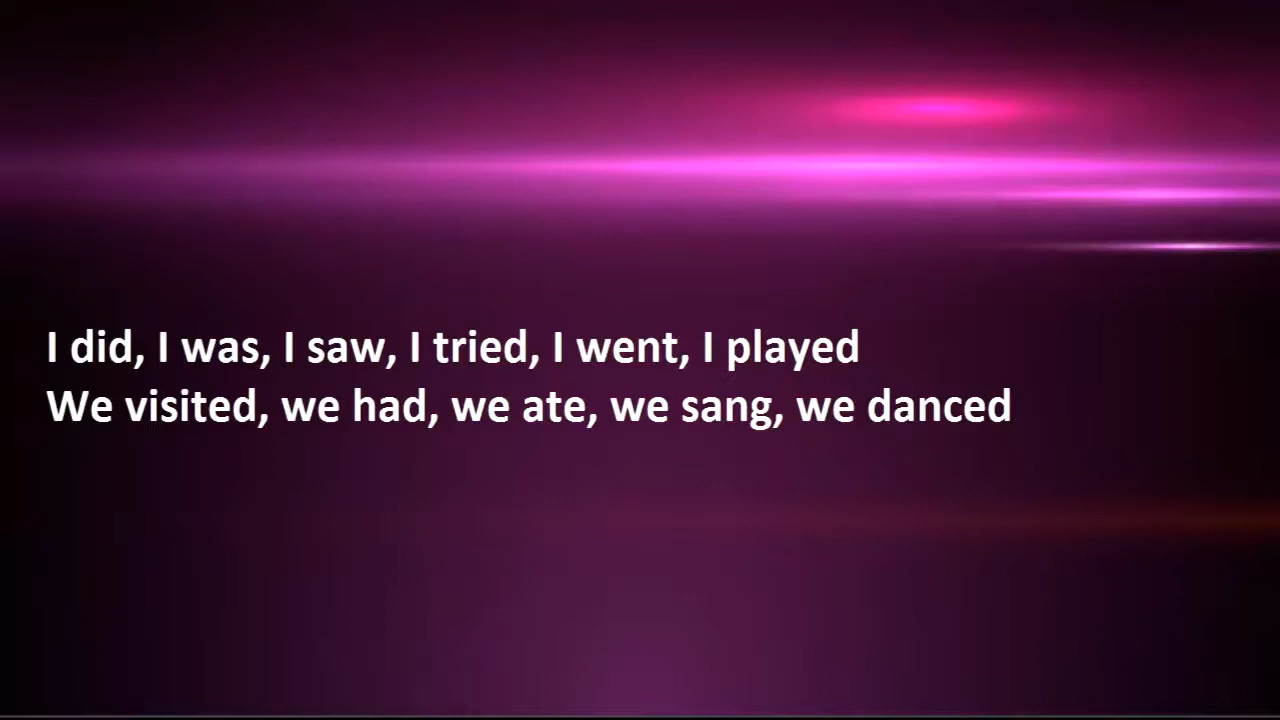 I did, I was, I saw, I tried, I went, I played
We visited, we had, we ate, we sang, we danced